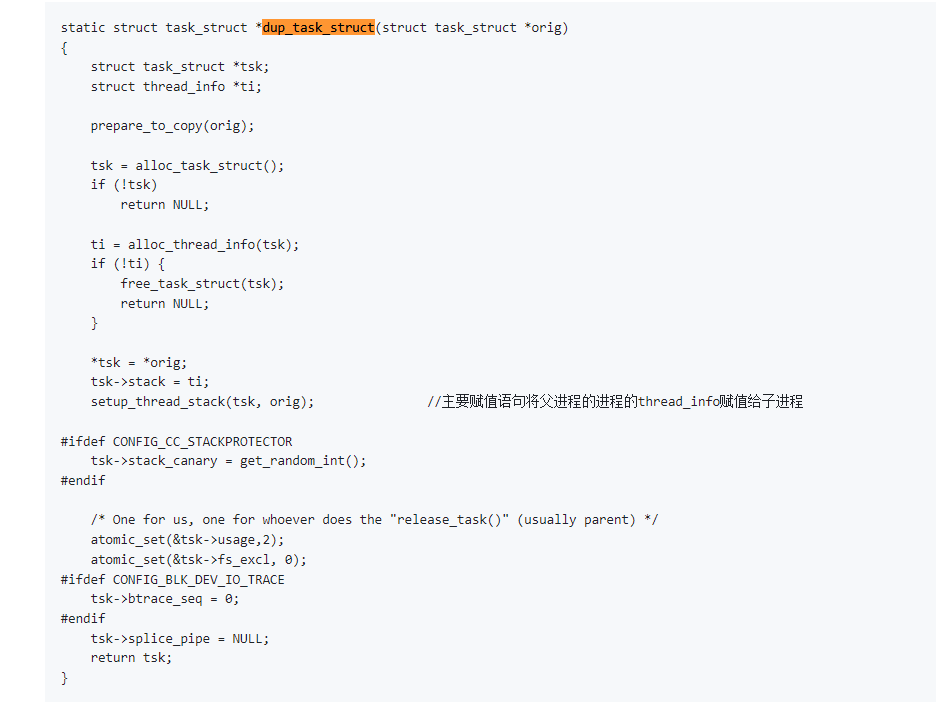 static struct task_struct *dup_task_struct(struct task_struct *orig)
{
    struct task_struct *tsk;
    struct thread_info *ti;
    prepare_to_copy(orig);
    tsk = alloc_task_struct();
    if (!tsk)
        return NULL;
    ti = alloc_thread_info(tsk);
    if (!ti) {
        free_task_struct(tsk);
        return NULL;
    }
    *tsk = *orig;
    tsk->stack = ti;
    setup_thread_stack(tsk, orig);               //主要赋值语句将父进程的进程的thread_info赋值给子进程
#ifdef CONFIG_CC_STACKPROTECTOR
    tsk->stack_canary = get_random_int();
#endif
    /* One for us, one for whoever does the "release_task()" (usually parent) */
    atomic_set(&tsk->usage,2);
    atomic_set(&tsk->fs_excl, 0);
#ifdef CONFIG_BLK_DEV_IO_TRACE
    tsk->btrace_seq = 0;
#endif
    tsk->splice_pipe = NULL;
    return tsk;
}